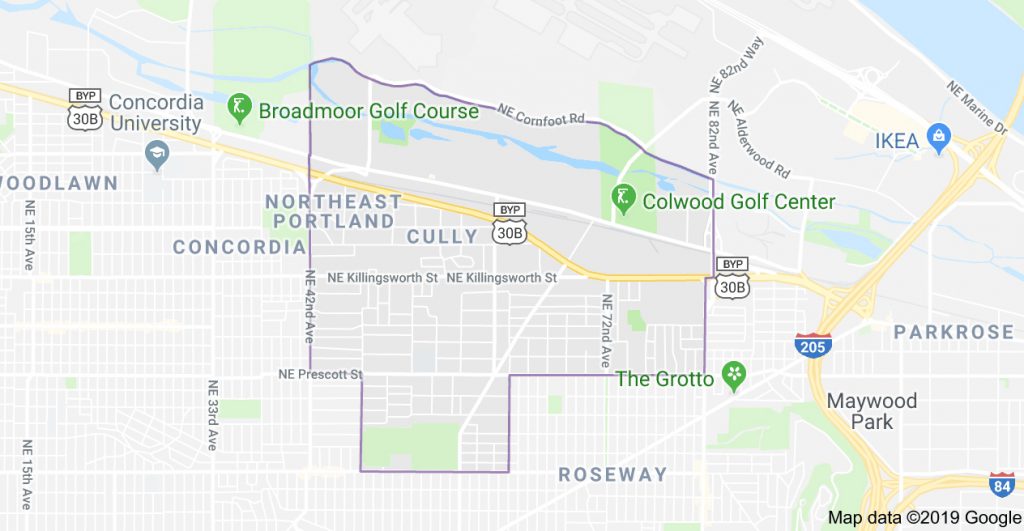 NE 82nd Way
NE Marine Dr
BYP
30B
Concordia
University
Broadmoor Golf Course
NE Cornfoot Rd
NE 82nd Ave
NE Alderwood Rd
IKEA
WOODLAWN
NE 15th Ave
NORTHEAST
PORTLAND
Colwood Golf Center
BYP
30B
CULLY
CONCORDIA
BYP
30B
NE Killingsworth St
NE Killingsworth St
NE 42nd Ave
NE 72nd Ave
PARKROSE
205
NE Prescott St
The Grotto
NE 33rd Ave
Maywood
Park
NE 15th Ave
ROSEWAY
84
Map data ©2019 Google